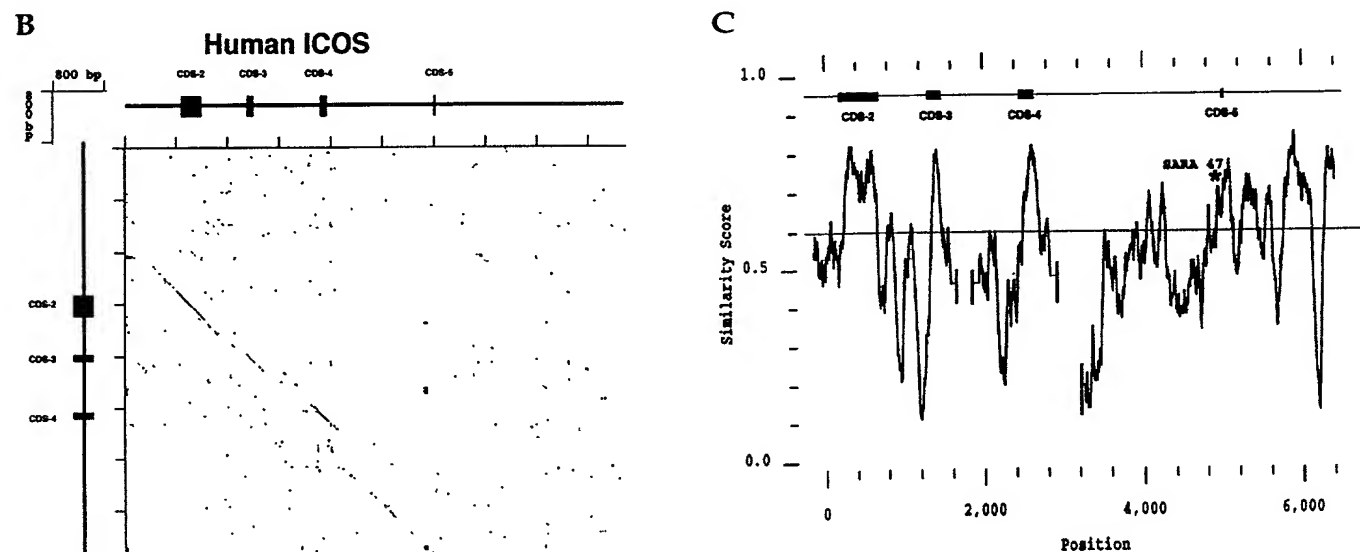 B
Human ICOS
800 bp
CDS-2 CDS-3 CDS-4 CDS-5
800 bp
CDS-2
CDS-3
CDS-4
C
1.0
CDS-2 CDS-3 CDS-4 CDS-5
SARA 47
*
Similarity Score
0.5
0.0
0 2,000 4,000 6,000
Position